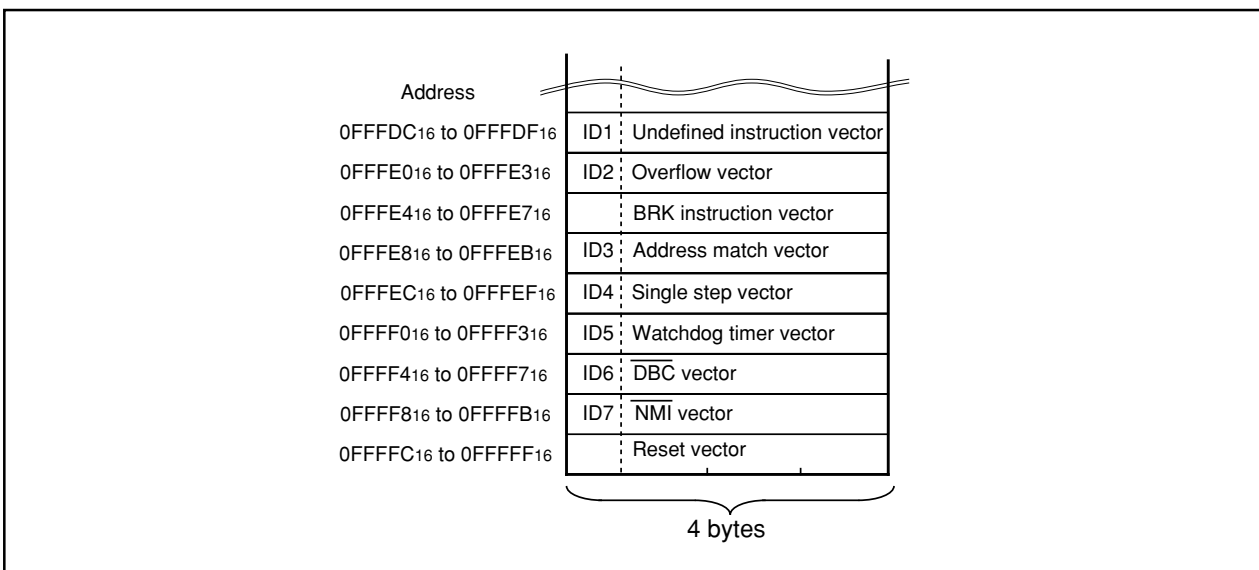 Address
0FFFDC16 to 0FFFDF16 ID1 Undefined instruction vector
0FFFE016 to 0FFFE316 ID2 Overflow vector
0FFFE416 to 0FFFE716 BRK instruction vector
0FFFE816 to 0FFFEB16 ID3 Address match vector
0FFFEC16 to 0FFFEF16 ID4 Single step vector
0FFFF016 to 0FFFF316 ID5 Watchdog timer vector
0FFFF416 to 0FFFF716 ID6 DBC vector
0FFFF816 to 0FFFFB16 ID7 NMI vector
0FFFFC16 to 0FFFFF16 Reset vector
4 bytes